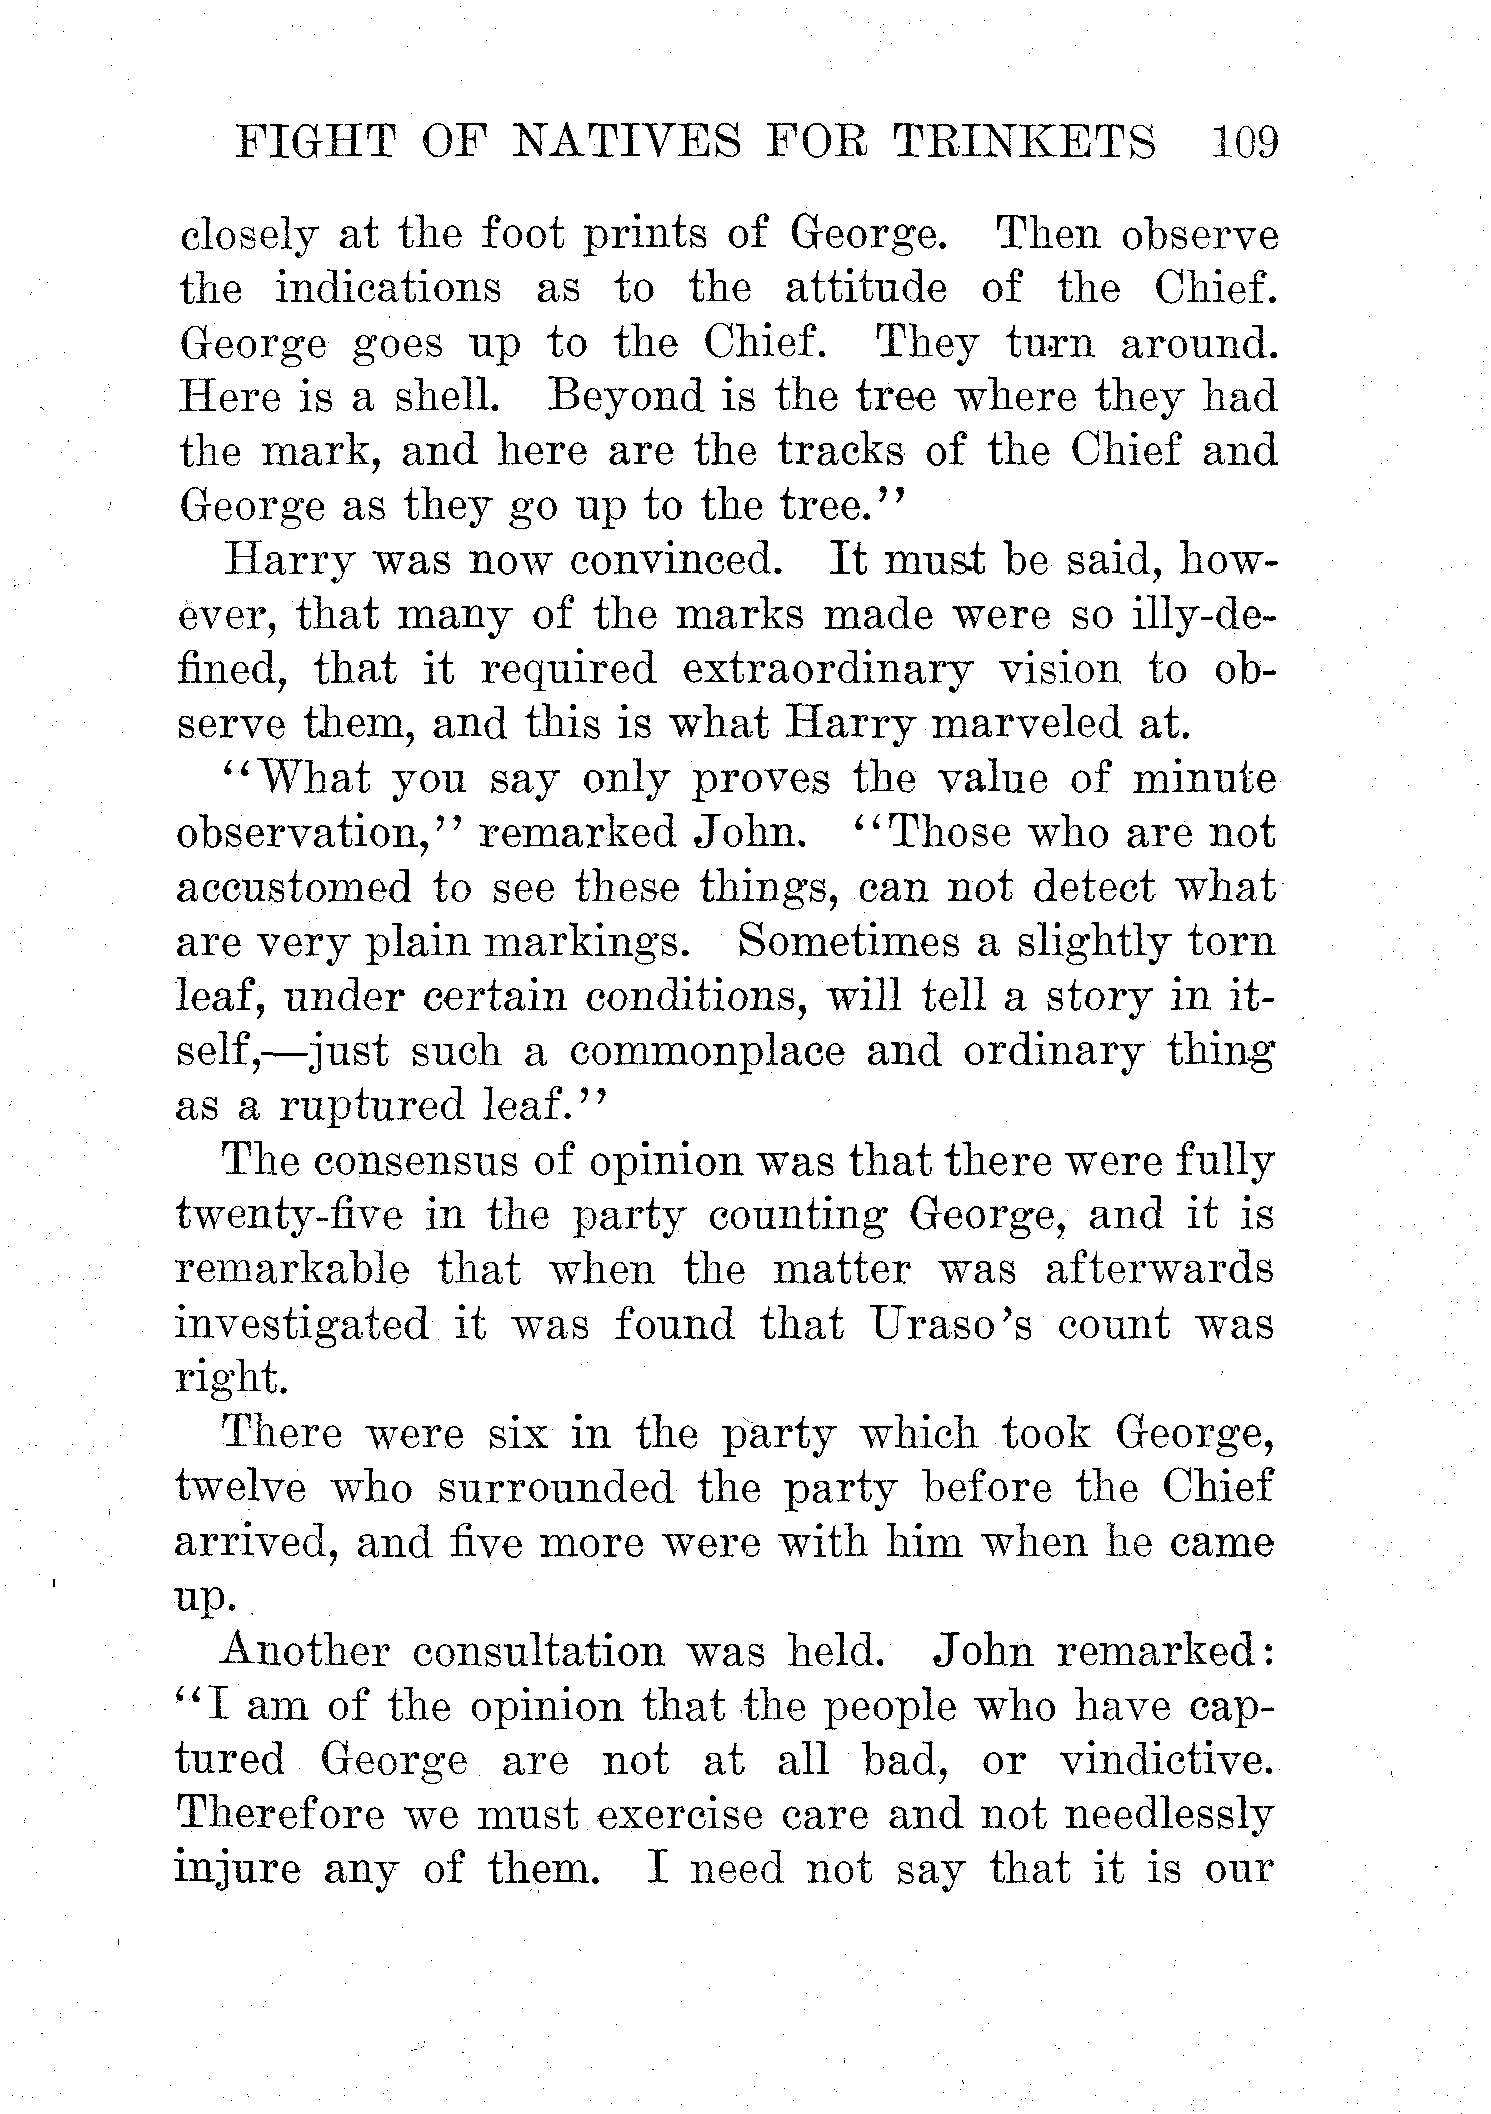 FIGHT OF NATIVES FOR TRINKETS 109
closely at the foot prints of George. Then observe
the indications as to the attitude of the Chief.
George goes up to the Chief. They turn around.
Here is a shell. Beyond is the tree where they had
the mark, and here are the tracks of the Chief and
George as they go up to the tree.''
Harry was now convinced. It must be said, how-
ever, that many of the marks made were so illy-de-
fined, that it required extraordinary vision to ob-
serve them, and this is what Harry marveled at.
‘‘What you say only proves the value of minute
observation,’’ remarked John. ‘‘Those who are not
accustomed to see these things, can not detect what
are very plain markings. Sometimes a slightly torn
leaf, under certain conditions, will tell a story in it-
self,—just such a commonplace and ordinary thing
as a ruptured leaf.’’
The consensus of opinion was that there were fully
twenty-five in the party counting George, and it is
remarkable that when the matter was afterwards
investigated it was found that Uraso’s count was
right.
There were six in the party which took George,
twelve who surrounded the party before the Chief
arrived, and five more were with him when he came
up.
Another consultation was held. John remarked:
‘‘I am of the opinion that the people who have cap-
tured George are not at all bad, or vindictive.
Therefore we must exercise care and not needlessly
injure any of them. I need not say that it is our